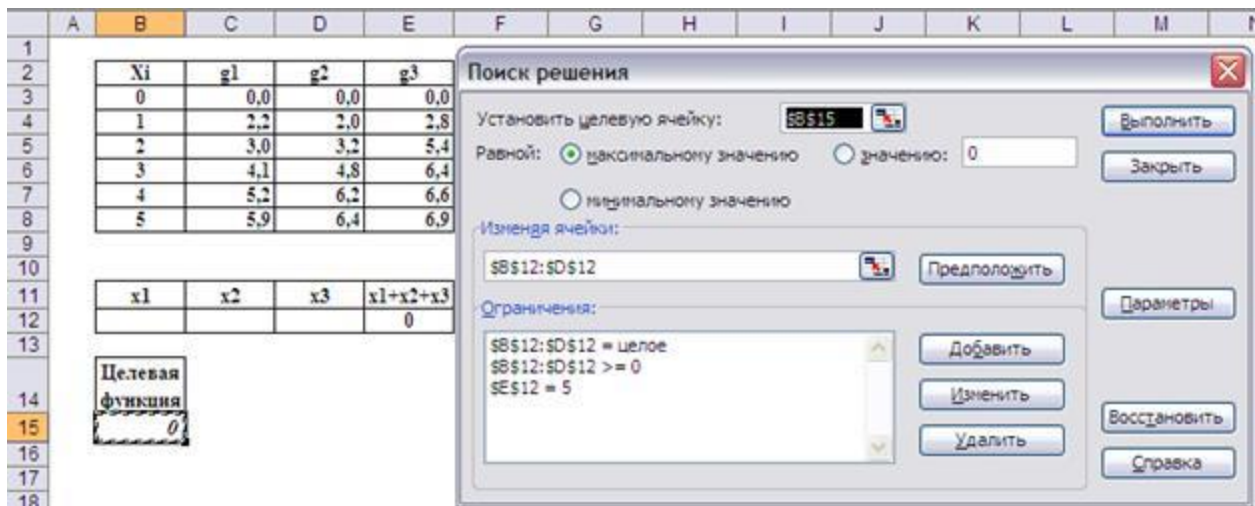 A B C D E F G H I J K L M
1
2 Xi g1 g2 g3
3 0 0,0 0,0 0,0
4 1 2,2 2,0 2,8
5 2 3,0 3,2 5,4
6 3 4,1 4,8 6,4
7 4 5,2 6,2 6,6
8 5 5,9 6,4 6,9
9
10
11 x1 x2 x3 x1+x2+x3
12 0
13
Целевая
14 функция
15 0
16
17
18
Поиск решения
Установить целевую ячейку: $B$15
Равной: максимальному значению значению: 0
минимальному значению
Изменяя ячейки:
$B$12:$D$12
Предположить
Ограничения:
$B$12:$D$12 = целое
$B$12:$D$12 >= 0
$E$12 = 5
Добавить
Изменить
Удалить
Выполнить
Закрыть
Параметры
Восстановить
Справка